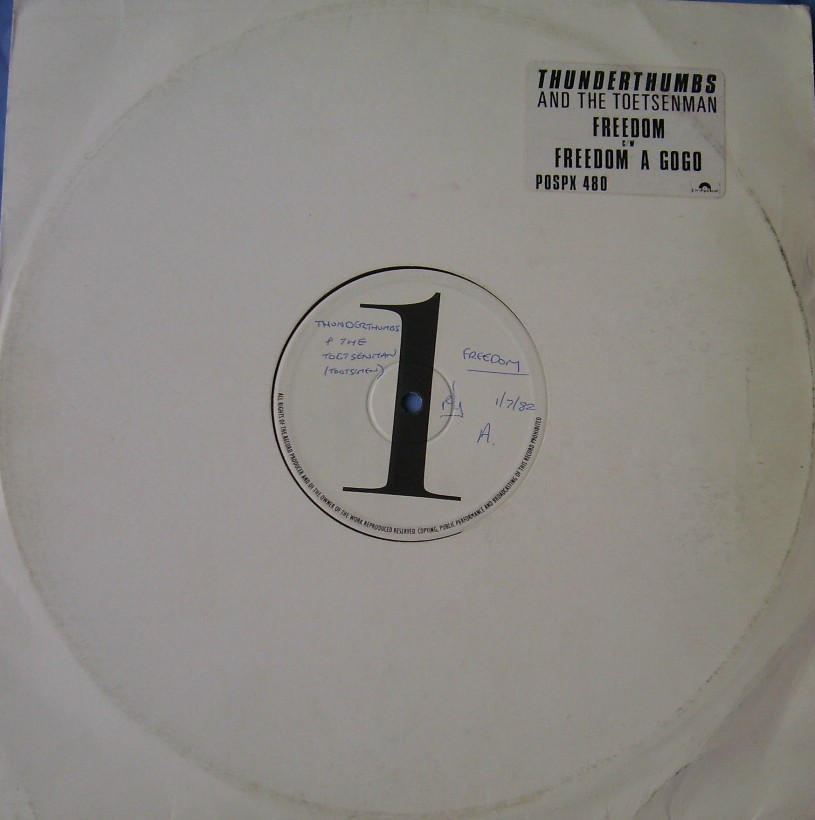 THUNDERTHUMBS
AND THE TOETSENMAN
FREEDOM
C/W
FREEDOM A GOGO
POSPX 480
THUNDERTHUMBS
& THE
TOETSENMAN
(TOOTSMEN)
FREEDOM
1/7/82
A.
1
ALL RIGHTS OF THE RECORD PRODUCER AND OF THE OWNER OF THE WORK REPRODUCED RESERVED. COPYING, PUBLIC PERFORMANCE AND BROADCASTING OF THIS RECORD PROHIBITED